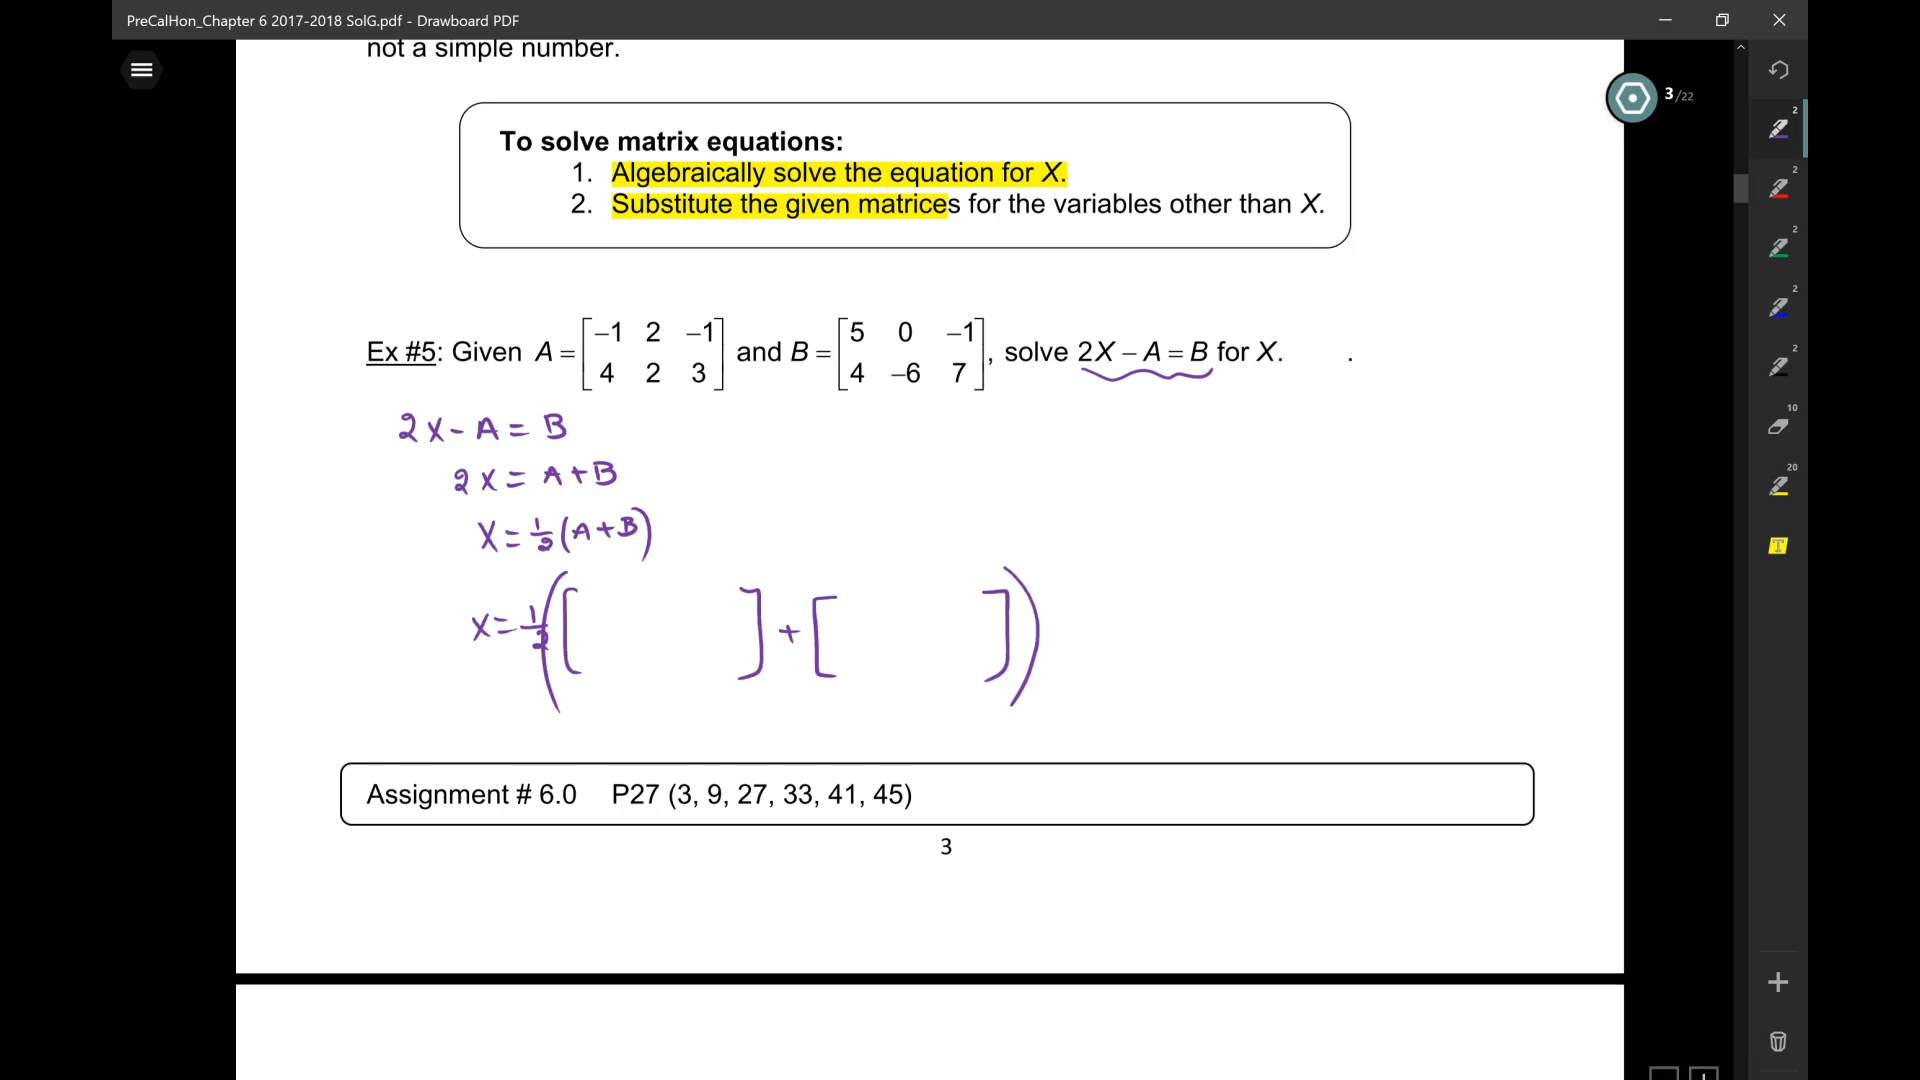 PreCalHon_Chapter 6 2017-2018 SolG.pdf - Drawboard PDF
not a simple number.
3/22
To solve matrix equations:
1. Algebraically solve the equation for X.
2. Substitute the given matrices for the variables other than X.
Ex #5: Given A = [–1 2 –1; 4 2 3] and B = [5 0 –1; 4 –6 7], solve 2X – A = B for X. .
2X - A = B
2X = A + B
X = 1/2 (A + B)
X = 1/2 ([ ] + [ ])
Assignment # 6.0 P27 (3, 9, 27, 33, 41, 45)
3
2
2
2
2
2
10
20
T